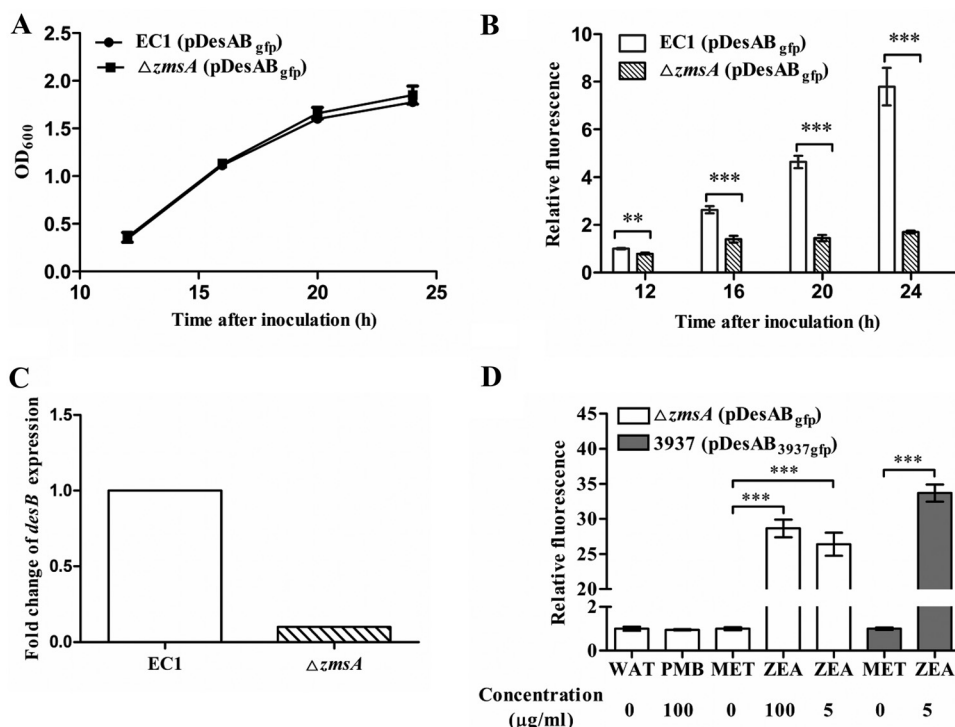 A
EC1 (pDesABgfp)
△zmsA (pDesABgfp)
OD600
2.5
2.0
1.5
1.0
0.5
0.0
10
15
20
25
Time after inoculation (h)
B
EC1 (pDesABgfp)
△zmsA (pDesABgfp)
Relative fluorescence
10
8
6
4
2
0
**
***
***
***
12
16
20
24
Time after inoculation (h)
C
Fold change of desB expression
1.5
1.0
0.5
0.0
EC1
△zmsA
D
△zmsA (pDesABgfp)
3937 (pDesAB3937gfp)
Relative fluorescence
45
40
35
30
25
20
2
1
0
***
***
***
WAT PMB MET ZEA ZEA MET ZEA
Concentration (μg/ml)
0 100 0 100 5 0 5